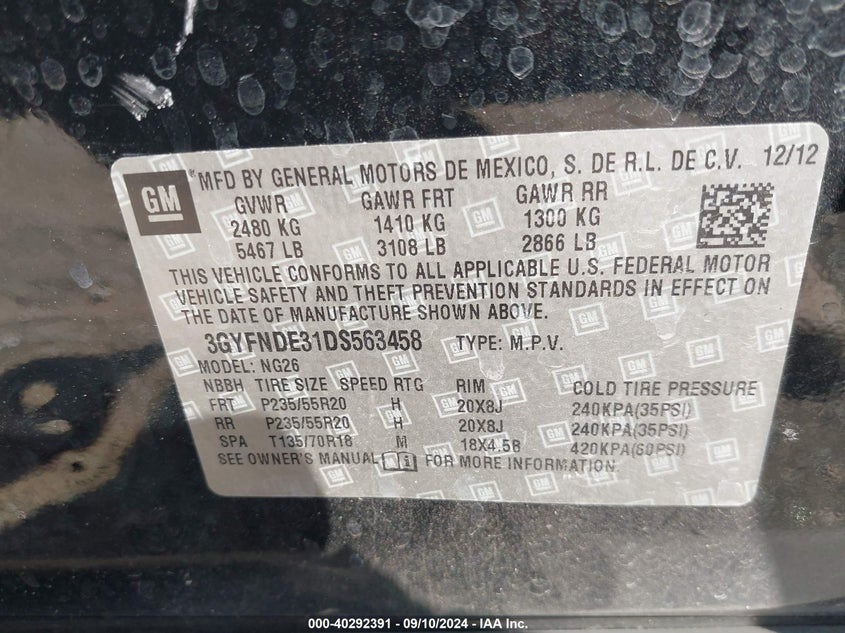 GM
"MFD BY GENERAL MOTORS DE MEXICO, S. DE R.L. DE C.V. 12/12
GVWR GAWR FRT GAWR RR
2480 KG 1410 KG 1300 KG
5467 LB 3108 LB 2866 LB
THIS VEHICLE CONFORMS TO ALL APPLICABLE U.S. FEDERAL MOTOR
VEHICLE SAFETY AND THEFT PREVENTION STANDARDS IN EFFECT ON
THE DATE OF MANUFACTURE SHOWN ABOVE.
3GYFNDE31DS563458 TYPE: M.P.V.
MODEL: NG26
NBBH TIRE SIZE SPEED RTG RIM COLD TIRE PRESSURE
FRT P235/55R20 H 20X8J 240KPA(35PSI)
RR P235/55R20 H 20X8J 240KPA(35PSI)
SPA T135/70R18 M 18X4.5B 420KPA(60PSI)
SEE OWNER'S MANUAL FOR MORE INFORMATION.
000-40292391 - 09/10/2024 - IAA Inc.